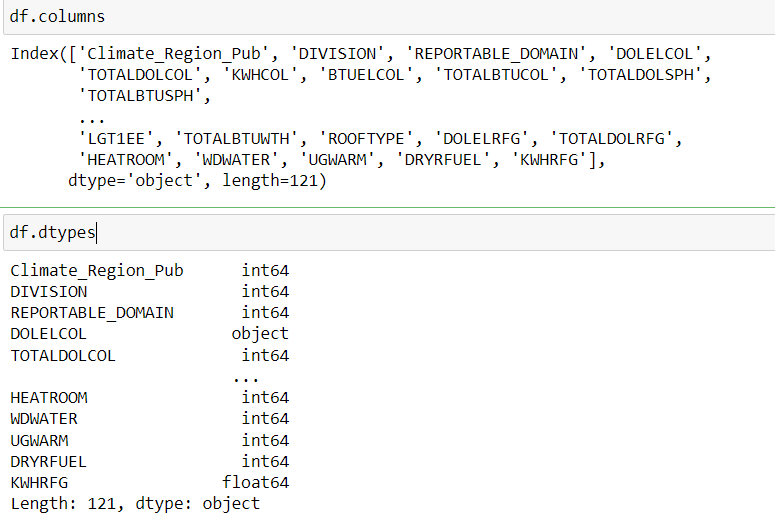 df.columns
Index(['Climate_Region_Pub', 'DIVISION', 'REPORTABLE_DOMAIN', 'DOLELCOL',
'TOTALDOLCOL', 'KWHCOL', 'BTUELCOL', 'TOTALBTUCOL', 'TOTALDOLSPH',
'TOTALBTUSPH',
...
'LGT1EE', 'TOTALBTUWTH', 'ROOFTYPE', 'DOLELRFG', 'TOTALDOLRFG',
'HEATROOM', 'WDWATER', 'UGWARM', 'DRYRFUEL', 'KWHRFG'],
dtype='object', length=121)
df.dtypes
Climate_Region_Pub int64
DIVISION int64
REPORTABLE_DOMAIN int64
DOLELCOL object
TOTALDOLCOL int64
...
HEATROOM int64
WDWATER int64
UGWARM int64
DRYRFUEL int64
KWHRFG float64
Length: 121, dtype: object